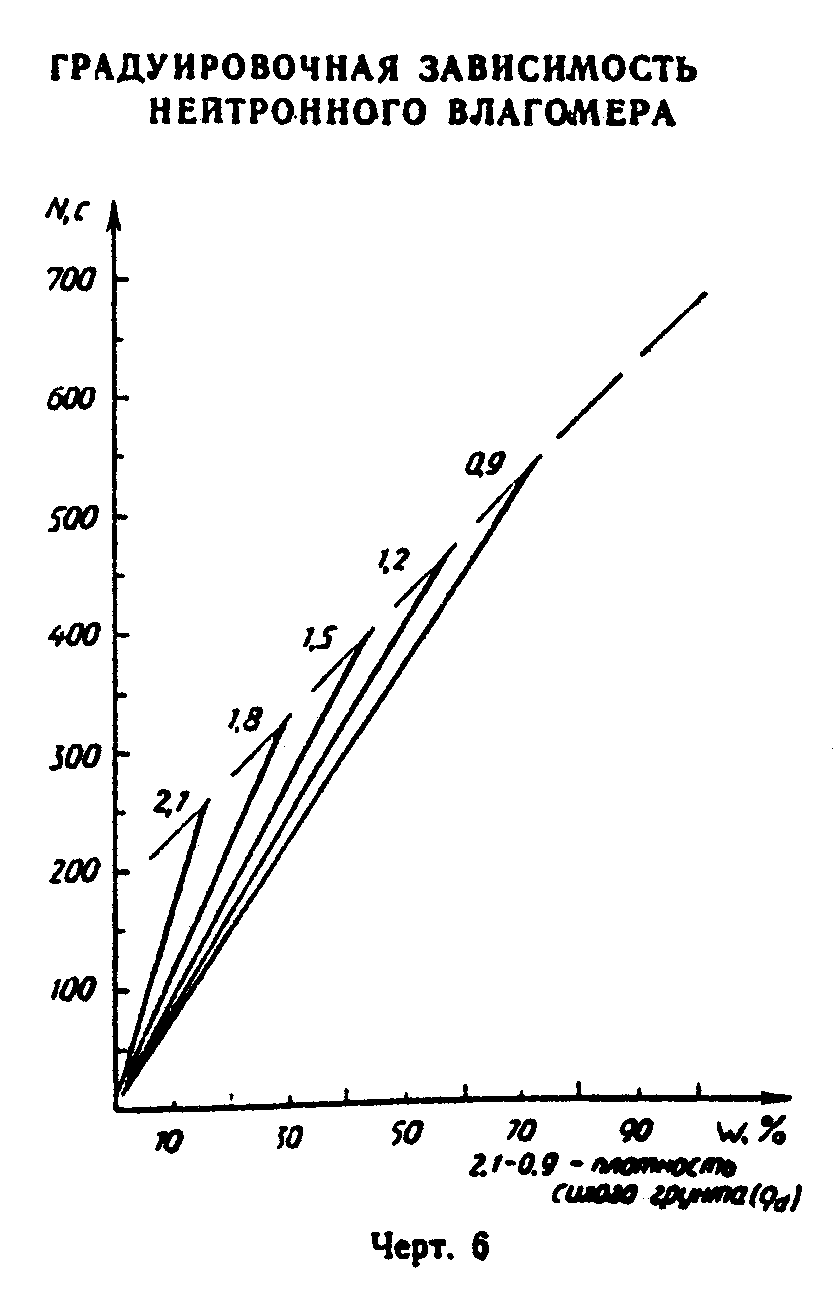 ГРАДУИРОВОЧНАЯ ЗАВИСИМОСТЬ
НЕЙТРОННОГО ВЛАГОМЕРА
N,c
700
600
500
400
300
200
100
0,9
1,2
1,5
1,8
2,1
10 30 50 70 90 W.%
2.1-0.9 - плотность
сухого грунта (ϱd)
Черт. 6